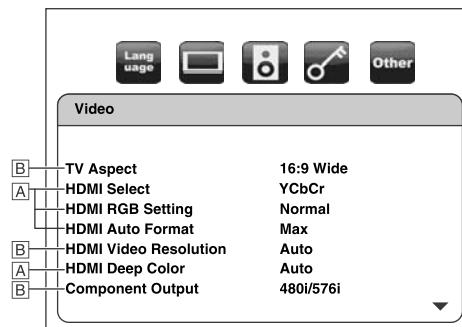 Lang
uage
Other
Video
B TV Aspect 16:9 Wide
A HDMI Select YCbCr
HDMI RGB Setting Normal
HDMI Auto Format Max
B HDMI Video Resolution Auto
A HDMI Deep Color Auto
B Component Output 480i/576i